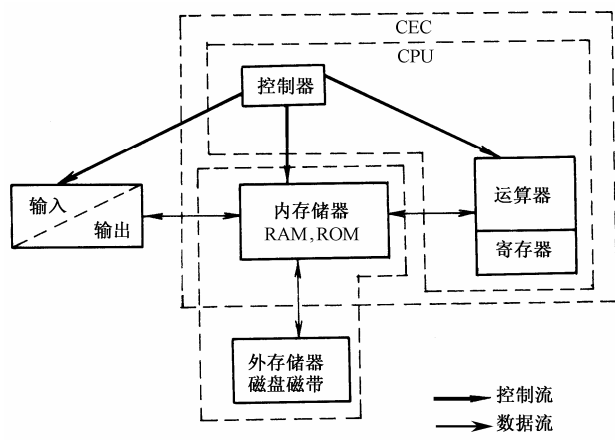 CEC
CPU
控制器
输入
输出
内存储器
RAM,ROM
运算器
寄存器
外存储器
磁盘磁带
控制流
数据流